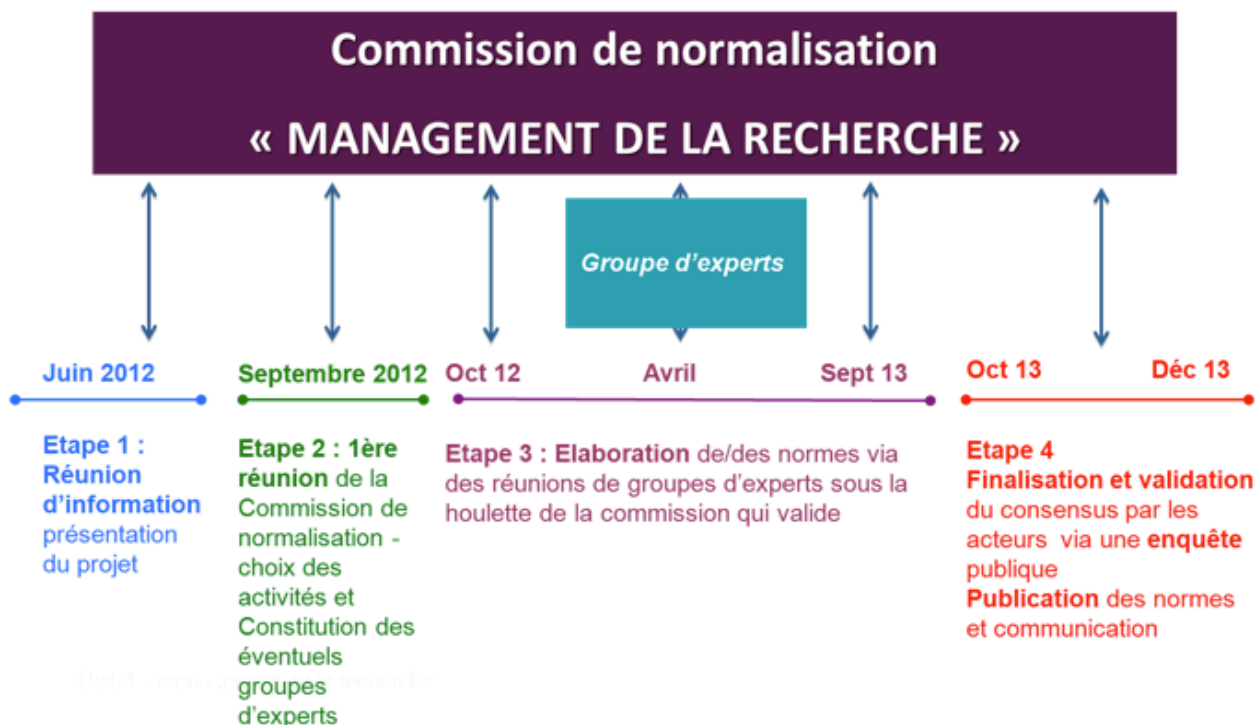 Commission de normalisation
« MANAGEMENT DE LA RECHERCHE »
Groupe d'experts
Juin 2012
Septembre 2012
Oct 12
Avril
Sept 13
Oct 13
Déc 13
Etape 1 :
Réunion
d'information
présentation
du projet
Etape 2 : 1ère
réunion de la
Commission de
normalisation -
choix des
activités et
Constitution des
éventuels
groupes
d'experts
Etape 3 : Elaboration de/des normes via
des réunions de groupes d'experts sous la
houlette de la commission qui valide
Etape 4
Finalisation et validation
du consensus par les
acteurs via une enquête
publique
Publication des normes
et communication